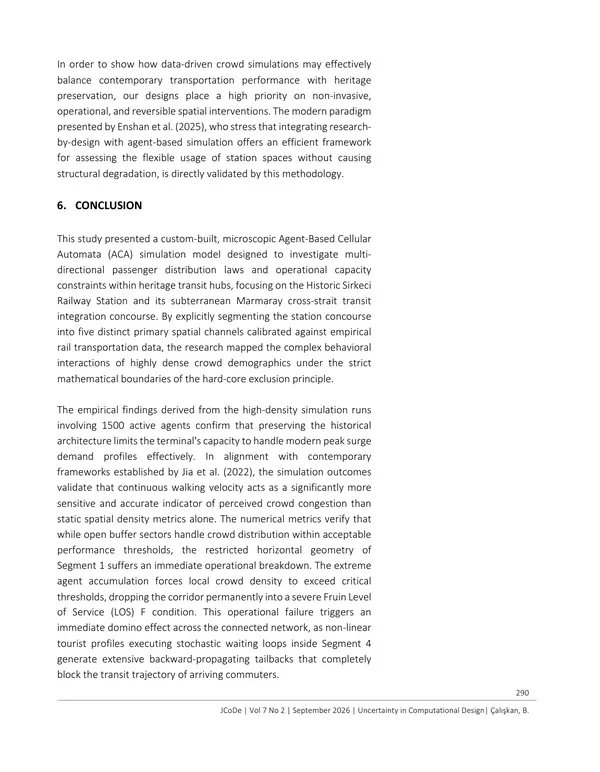 In order to show how data-driven crowd simulations may effectively
balance contemporary transportation performance with heritage
preservation, our designs place a high priority on non-invasive,
operational, and reversible spatial interventions. The modern paradigm
presented by Enshan et al. (2025), who stress that integrating research-
by-design with agent-based simulation offers an efficient framework
for assessing the flexible usage of station spaces without causing
structural degradation, is directly validated by this methodology.
6. CONCLUSION
This study presented a custom-built, microscopic Agent-Based Cellular
Automata (ACA) simulation model designed to investigate multi-
directional passenger distribution laws and operational capacity
constraints within heritage transit hubs, focusing on the Historic Sirkeci
Railway Station and its subterranean Marmaray cross-strait transit
integration concourse. By explicitly segmenting the station concourse
into five distinct primary spatial channels calibrated against empirical
rail transportation data, the research mapped the complex behavioral
interactions of highly dense crowd demographics under the strict
mathematical boundaries of the hard-core exclusion principle.
The empirical findings derived from the high-density simulation runs
involving 1500 active agents confirm that preserving the historical
architecture limits the terminal's capacity to handle modern peak surge
demand profiles effectively. In alignment with contemporary
frameworks established by Jia et al. (2022), the simulation outcomes
validate that continuous walking velocity acts as a significantly more
sensitive and accurate indicator of perceived crowd congestion than
static spatial density metrics alone. The numerical metrics verify that
while open buffer sectors handle crowd distribution within acceptable
performance thresholds, the restricted horizontal geometry of
Segment 1 suffers an immediate operational breakdown. The extreme
agent accumulation forces local crowd density to exceed critical
thresholds, dropping the corridor permanently into a severe Fruin Level
of Service (LOS) F condition. This operational failure triggers an
immediate domino effect across the connected network, as non-linear
tourist profiles executing stochastic waiting loops inside Segment 4
generate extensive backward-propagating tailbacks that completely
block the transit trajectory of arriving commuters.
290
JCoDe | Vol 7 No 2 | September 2026 | Uncertainty in Computational Design| Çalışkan, B.